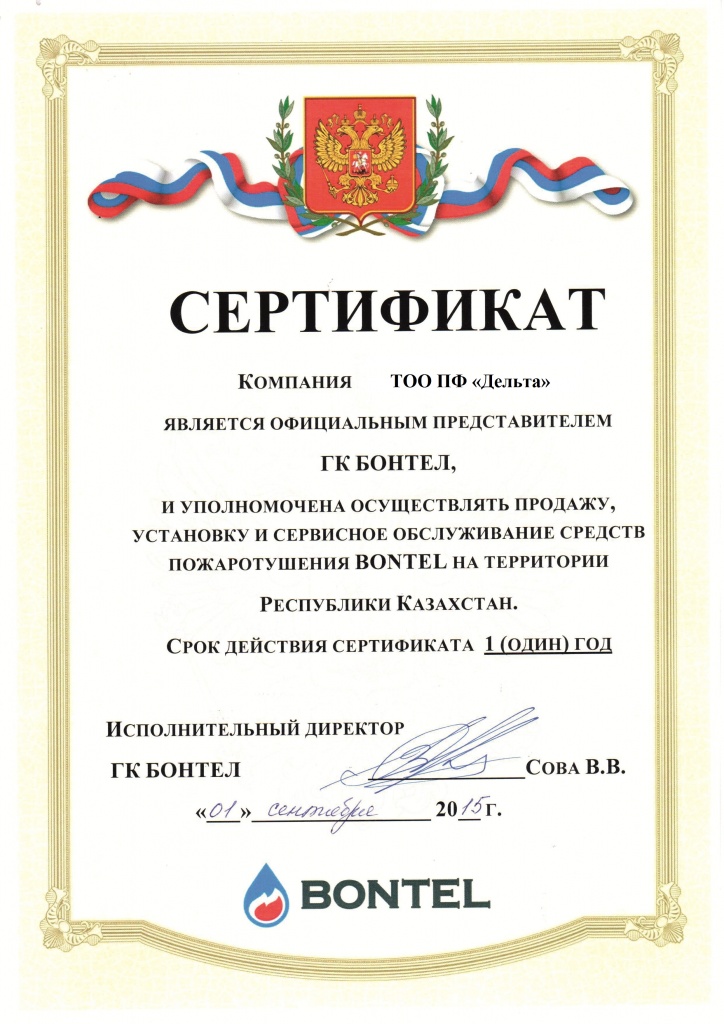 СЕРТИФИКАТ
Компания ТОО ПФ «Дельта»
является официальным представителем
ГК БОНТЕЛ,
и уполномочена осуществлять продажу,
установку и сервисное обслуживание средств
пожаротушения BONTEL на территории
Республики Казахстан.
Срок действия сертификата 1 (один) год
Исполнительный директор
ГК БОНТЕЛ Сова В.В.
«01» сентября 2015 г.
BONTEL